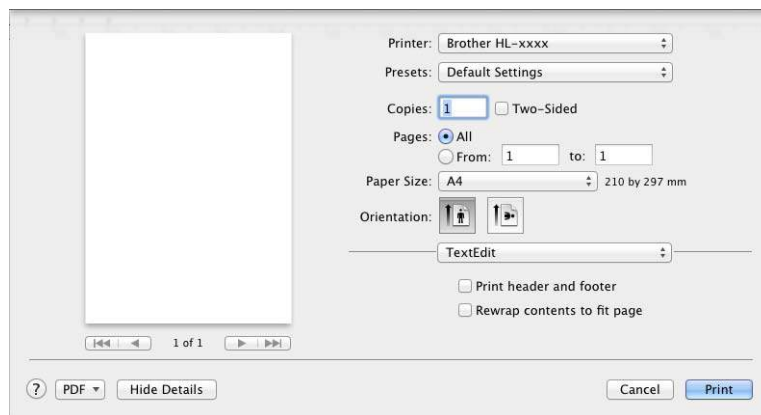 Printer: Brother HL-xxxx
Presets: Default Settings
Copies: 1 Two-Sided
Pages: All
From: 1 to: 1
Paper Size: A4 210 by 297 mm
Orientation:
TextEdit
Print header and footer
Rewrap contents to fit page
1 of 1
? PDF Hide Details Cancel Print